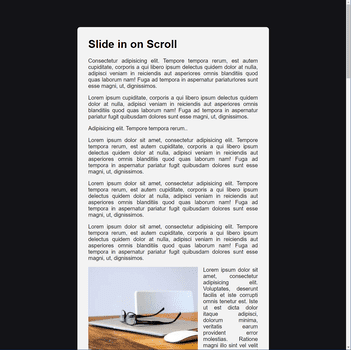 Slide in on Scroll
Consectetur adipisicing elit. Tempore tempora rerum, est autem
cupiditate, corporis a qui libero ipsum delectus quidem dolor at nulla,
adipisci veniam in reiciendis aut asperiores omnis blanditiis quod
quas laborum nam! Fuga ad tempora in aspernatur pariaturlores sunt
esse magni, ut, dignissimos.
Lorem ipsum cupiditate, corporis a qui libero ipsum delectus quidem
dolor at nulla, adipisci veniam in reiciendis aut asperiores omnis
blanditiis quod quas laborum nam! Fuga ad tempora in aspernatur
pariatur fugit quibusdam dolores sunt esse magni, ut, dignissimos.
Adipisicing elit. Tempore tempora rerum..
Lorem ipsum dolor sit amet, consectetur adipisicing elit. Tempore
tempora rerum, est autem cupiditate, corporis a qui libero ipsum
delectus quidem dolor at nulla, adipisci veniam in reiciendis aut
asperiores omnis blanditiis quod quas laborum nam! Fuga ad
tempora in aspernatur pariatur fugit quibusdam dolores sunt esse
magni, ut, dignissimos.
Lorem ipsum dolor sit amet, consectetur adipisicing elit. Tempore
tempora rerum, est autem cupiditate, corporis a qui libero ipsum
delectus quidem dolor at nulla, adipisci veniam in reiciendis aut
asperiores omnis blanditiis quod quas laborum nam! Fuga ad
tempora in aspernatur pariatur fugit quibusdam dolores sunt esse
magni, ut, dignissimos.
Lorem ipsum dolor sit amet, consectetur adipisicing elit. Tempore
tempora rerum, est autem cupiditate, corporis a qui libero ipsum
delectus quidem dolor at nulla, adipisci veniam in reiciendis aut
asperiores omnis blanditiis quod quas laborum nam! Fuga ad
tempora in aspernatur pariatur fugit quibusdam dolores sunt esse
magni, ut, dignissimos.
Lorem ipsum dolor sit
amet, consectetur
adipisicing elit.
Voluptates, deserunt
facilis et iste corrupti
omnis tenetur est. Iste
ut est dicta dolor
itaque adipisci,
dolorum minima,
veritatis earum
provident error
molestias. Ratione
magni illo sint vel velit